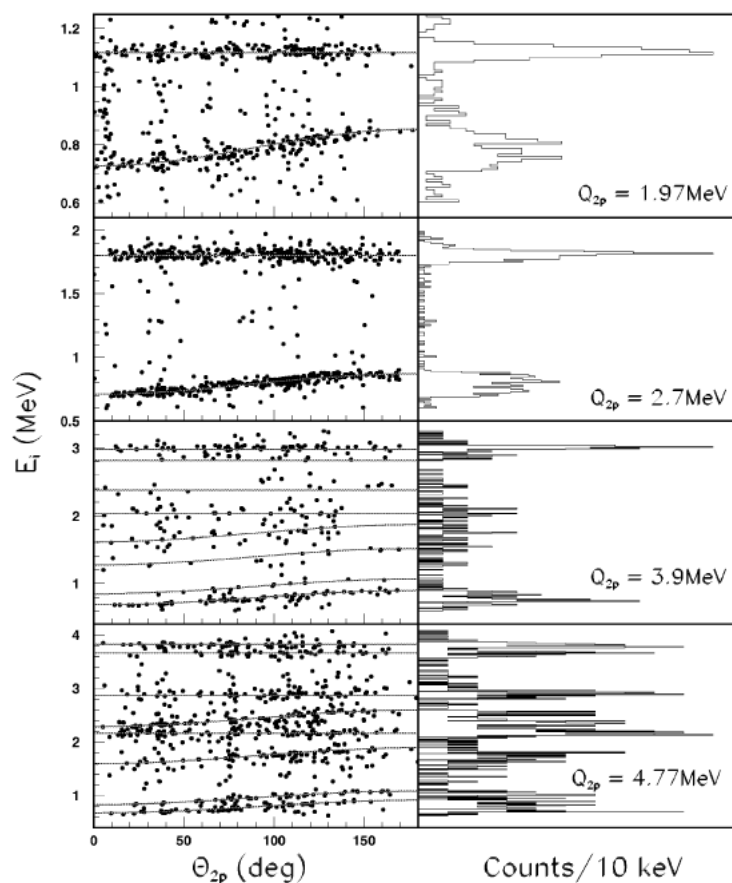 1.2
1
0.8
0.6
Q2p = 1.97MeV
2
1.5
1
0.5
Q2p = 2.7MeV
Ei (MeV)
3
2
1
Q2p = 3.9MeV
4
3
2
1
Q2p = 4.77MeV
0 50 100 150
Θ2p (deg)
Counts/10 keV